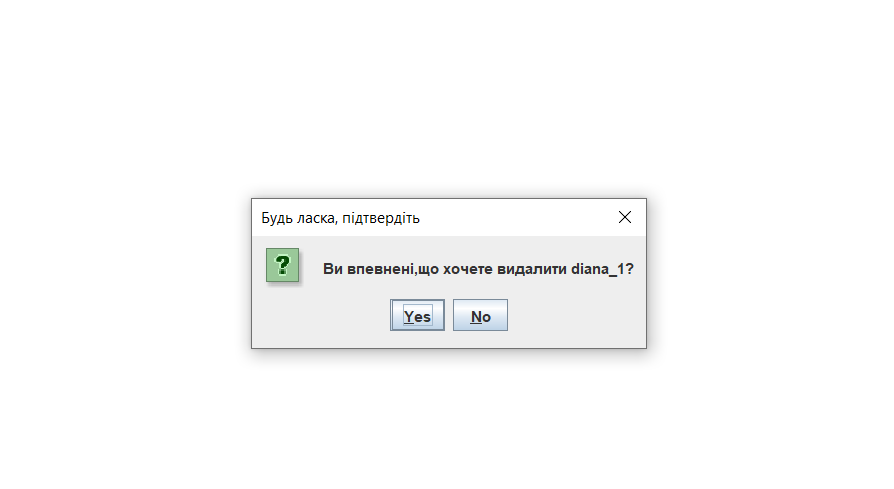 Будь ласка, підтвердіть
?
Ви впевнені,що хочете видалити diana_1?
Yes No